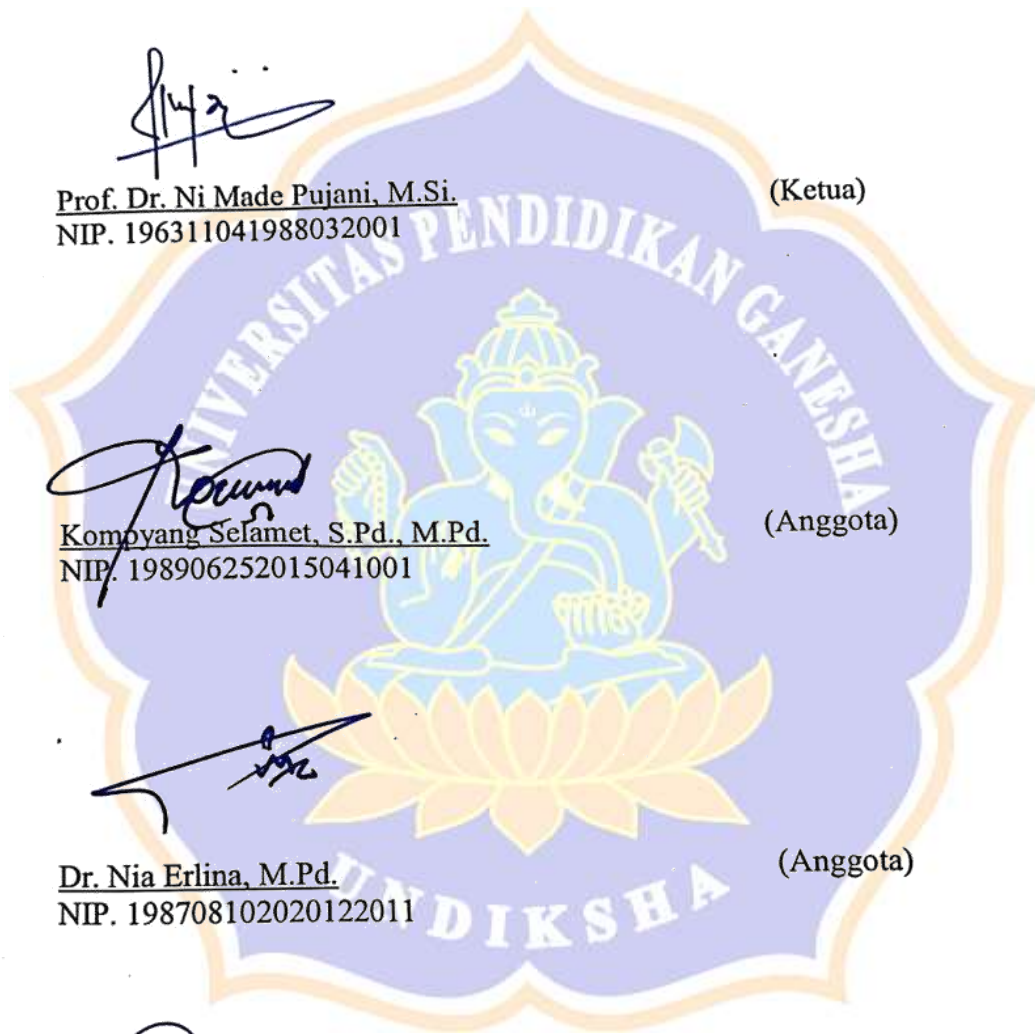 Prof. Dr. Ni Made Pujani, M.Si. (Ketua)
NIP. 196311041988032001
UNIVERSITAS PENDIDIKAN GANESHA
Kompyang Selamet, S.Pd., M.Pd. (Anggota)
NIP. 198906252015041001
Dr. Nia Erlina, M.Pd. (Anggota)
NIP. 198708102020122011
UNDIKSHA